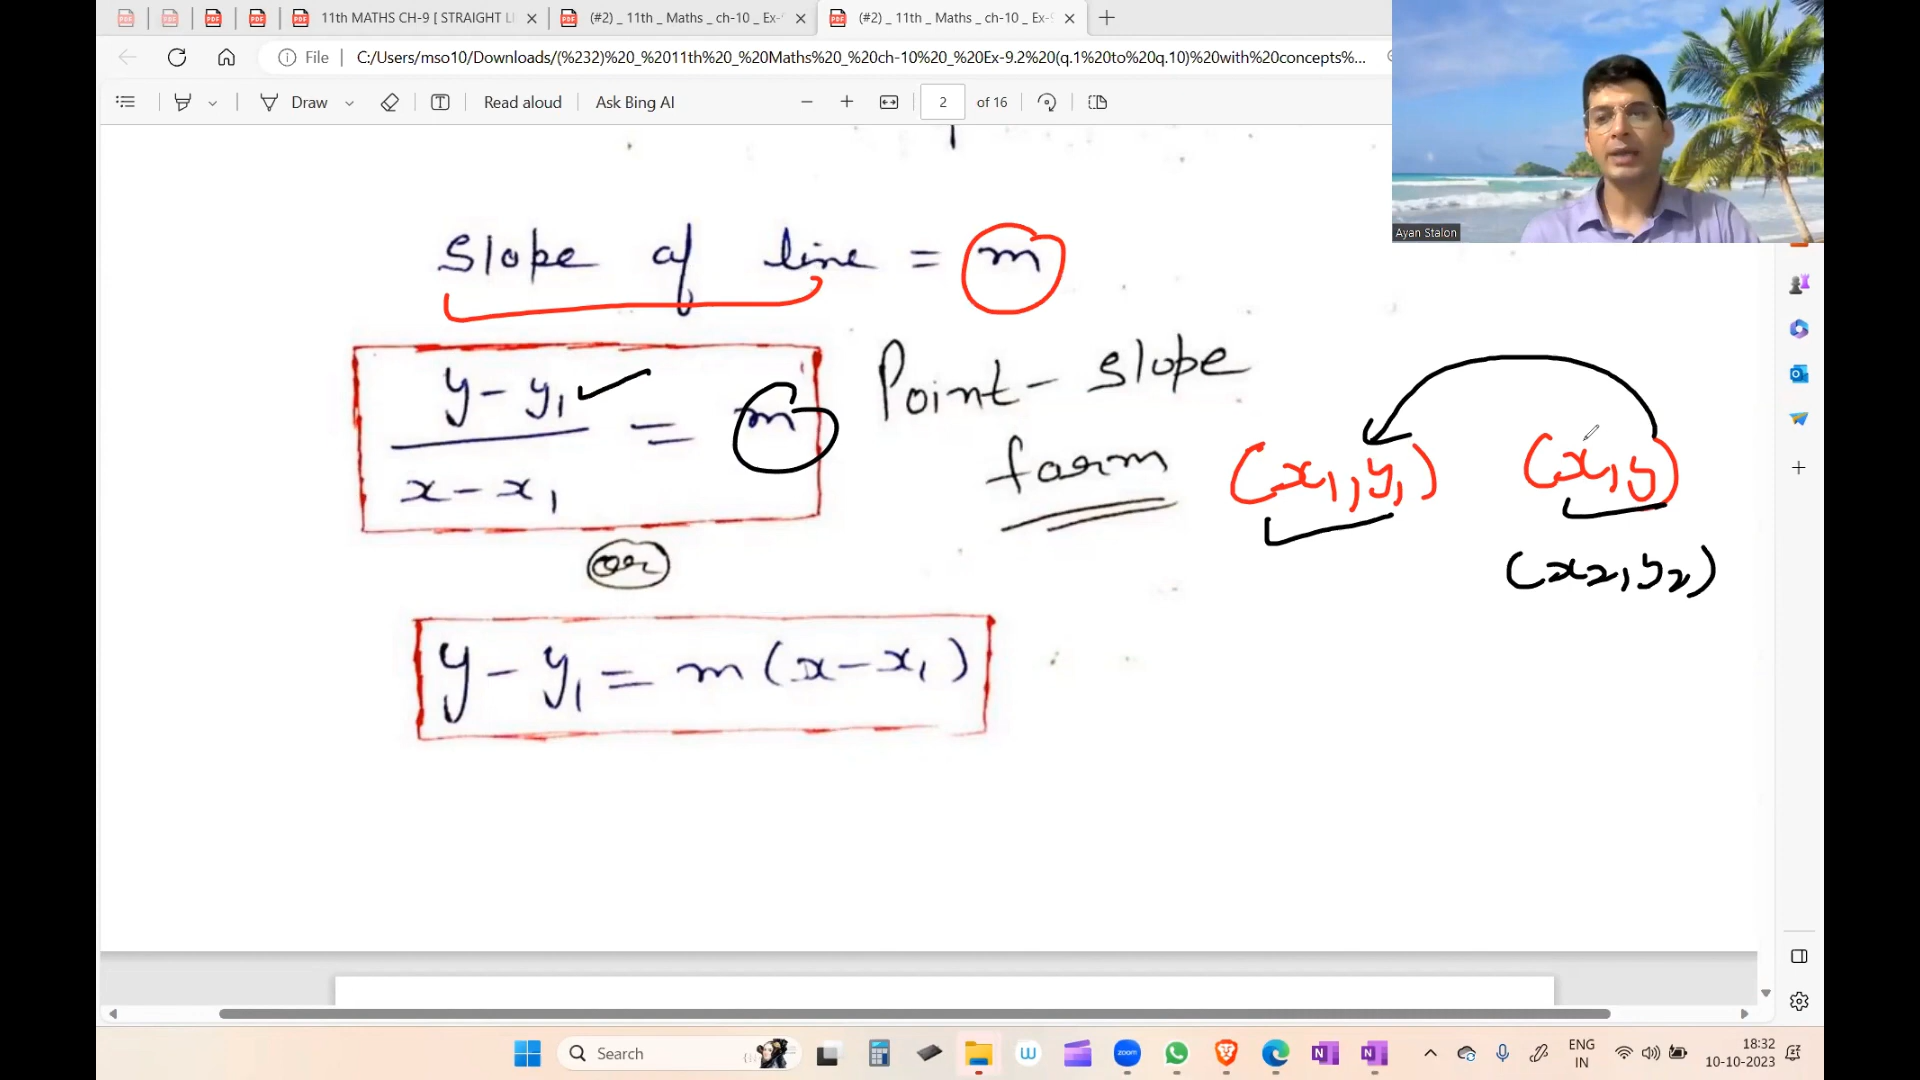 11th MATHS CH-9 [ STRAIGHT L
(#2) _ 11th _ Maths _ ch-10 _ Ex-
(#2) _ 11th _ Maths _ ch-10 _ Ex-9
File
C:/Users/mso10/Downloads/(%232)%20_%2011th%20_%20Maths%20_%20ch-10%20_%20Ex-9.2%20(q.1%20to%20q.10)%20with%20concepts%...
Draw
Read aloud
Ask Bing AI
2 of 16
Ayan Stalon
Slope of line = m
y - y₁ / x - x₁ = m
Point - slope
form
(x₁, y₁)
(x, y)
(x₂, y₂)
or
y - y₁ = m (x - x₁)
Search
ENG
IN
18:32
10-10-2023